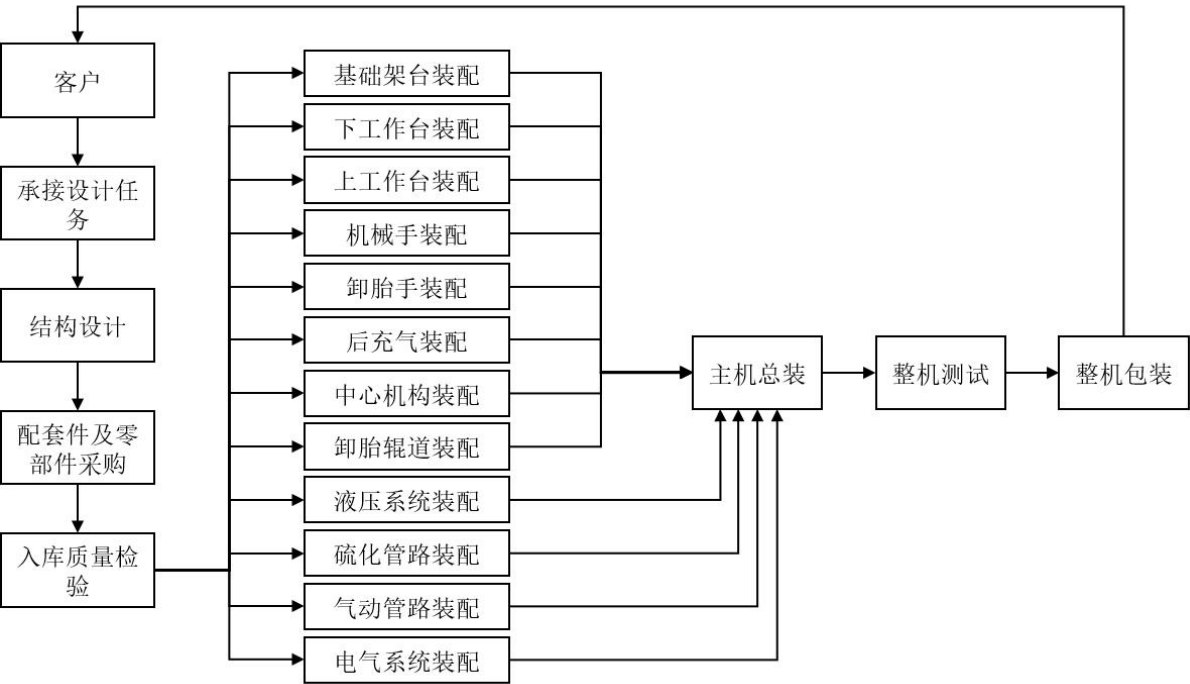 客户
承接设计任
务
结构设计
配套件及零
部件采购
入库质量检
验
基础架台装配
下工作台装配
上工作台装配
机械手装配
卸胎手装配
后充气装配
中心机构装配
卸胎辊道装配
液压系统装配
硫化管路装配
气动管路装配
电气系统装配
主机总装
整机测试
整机包装